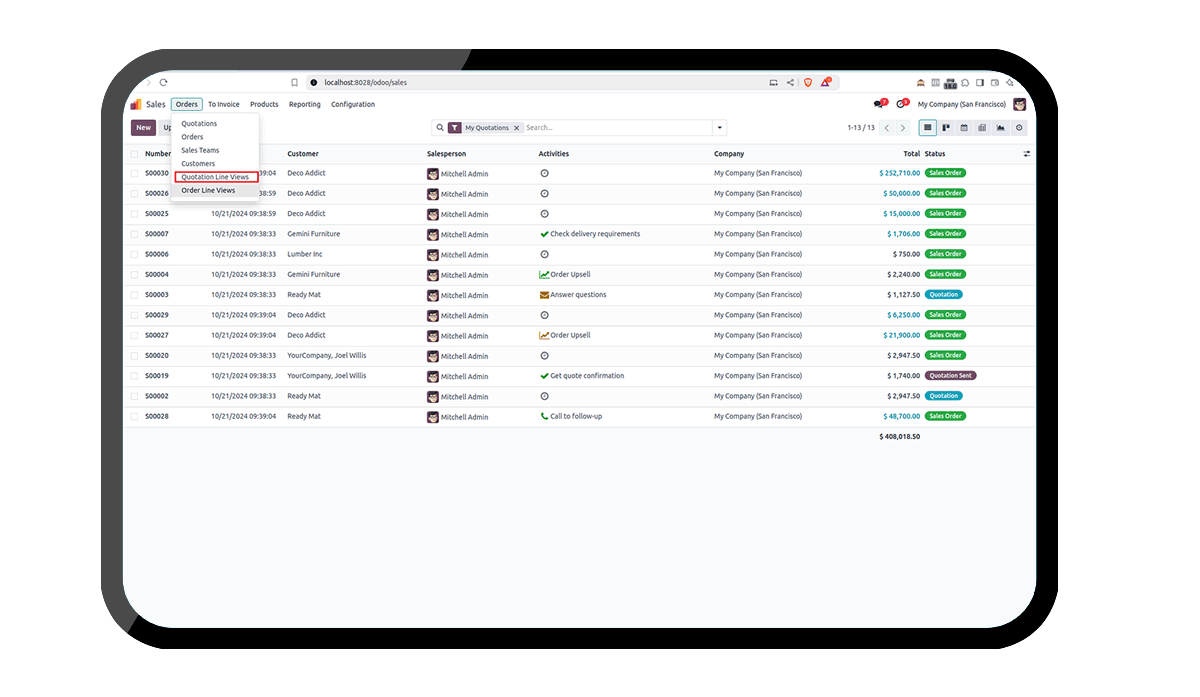 localhost:8028/odoo/sales
Sales Orders To Invoice Products Reporting Configuration 7 My Company (San Francisco)
New Up My Quotations Search... 1-13 / 13
Quotations
Orders
Sales Teams
Customers
Quotation Line Views
Order Line Views
Number Customer Salesperson Activities Company Total Status
S00030 39:04 Deco Addict Mitchell Admin My Company (San Francisco) $ 252,710.00 Sales Order
S00026 38:59 Deco Addict Mitchell Admin My Company (San Francisco) $ 50,000.00 Sales Order
S00025 10/21/2024 09:38:59 Deco Addict Mitchell Admin My Company (San Francisco) $ 15,000.00 Sales Order
S00007 10/21/2024 09:38:33 Gemini Furniture Mitchell Admin Check delivery requirements My Company (San Francisco) $ 1,706.00 Sales Order
S00006 10/21/2024 09:38:33 Lumber Inc Mitchell Admin My Company (San Francisco) $ 750.00 Sales Order
S00004 10/21/2024 09:38:33 Gemini Furniture Mitchell Admin Order Upsell My Company (San Francisco) $ 2,240.00 Sales Order
S00003 10/21/2024 09:38:33 Ready Mat Mitchell Admin Answer questions My Company (San Francisco) $ 1,127.50 Quotation
S00029 10/21/2024 09:39:04 Deco Addict Mitchell Admin My Company (San Francisco) $ 6,250.00 Sales Order
S00027 10/21/2024 09:39:04 Deco Addict Mitchell Admin Order Upsell My Company (San Francisco) $ 21,900.00 Sales Order
S00020 10/21/2024 09:38:33 YourCompany, Joel Willis Mitchell Admin My Company (San Francisco) $ 2,947.50 Sales Order
S00019 10/21/2024 09:38:33 YourCompany, Joel Willis Mitchell Admin Get quote confirmation My Company (San Francisco) $ 1,740.00 Quotation Sent
S00002 10/21/2024 09:38:33 Ready Mat Mitchell Admin My Company (San Francisco) $ 2,947.50 Quotation
S00028 10/21/2024 09:39:04 Ready Mat Mitchell Admin Call to follow-up My Company (San Francisco) $ 48,700.00 Sales Order
$ 408,018.50